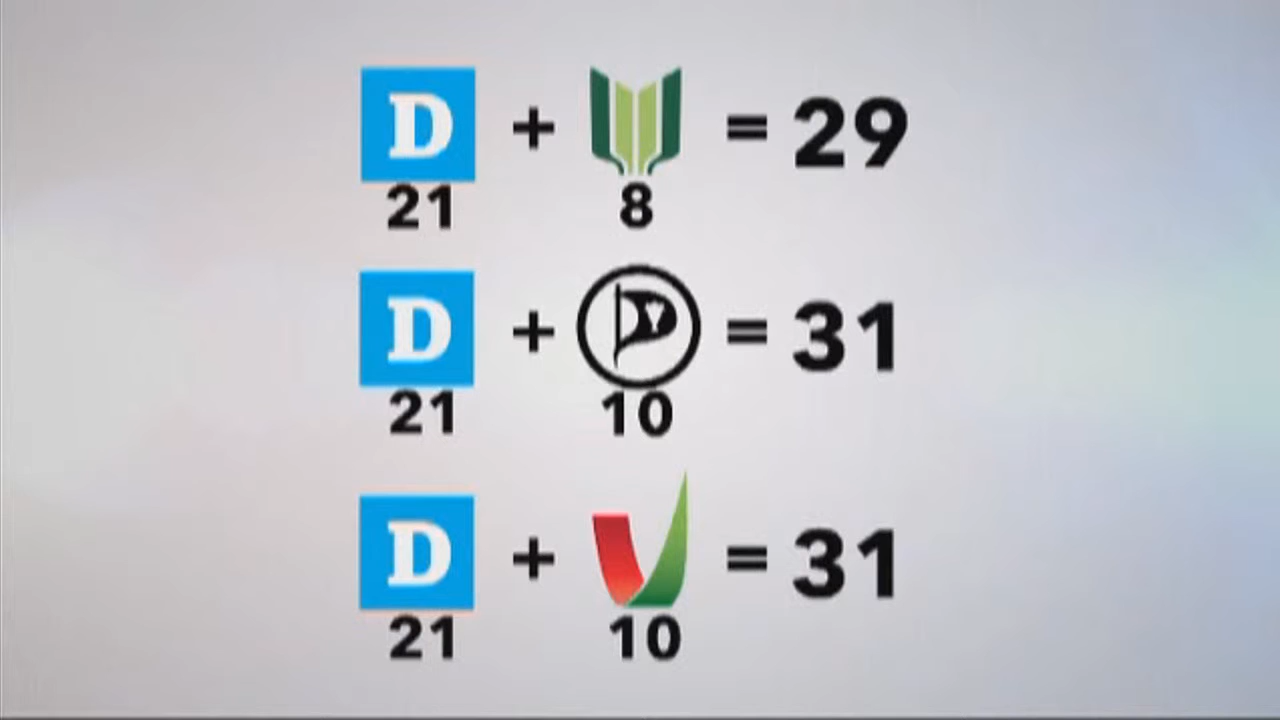 D + = 29
21 8
D + = 31
21 10
D + = 31
21 10